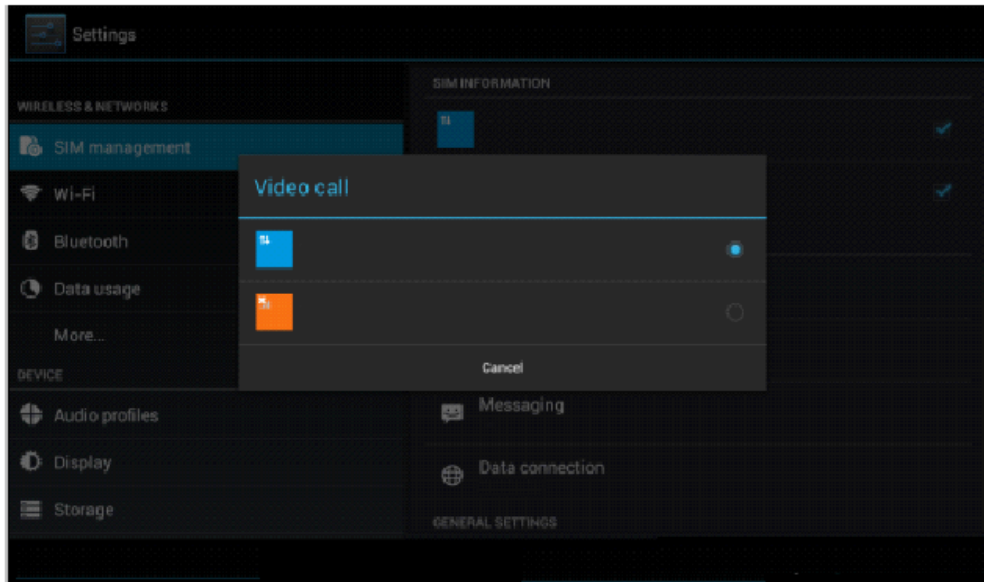 Settings
WIRELESS & NETWORKS
SIM management
Wi-Fi
Bluetooth
Data usage
More...
DEVICE
Audio profiles
Display
Storage
SIM INFORMATION
Video call
Cancel
Messaging
Data connection
GENERAL SETTINGS